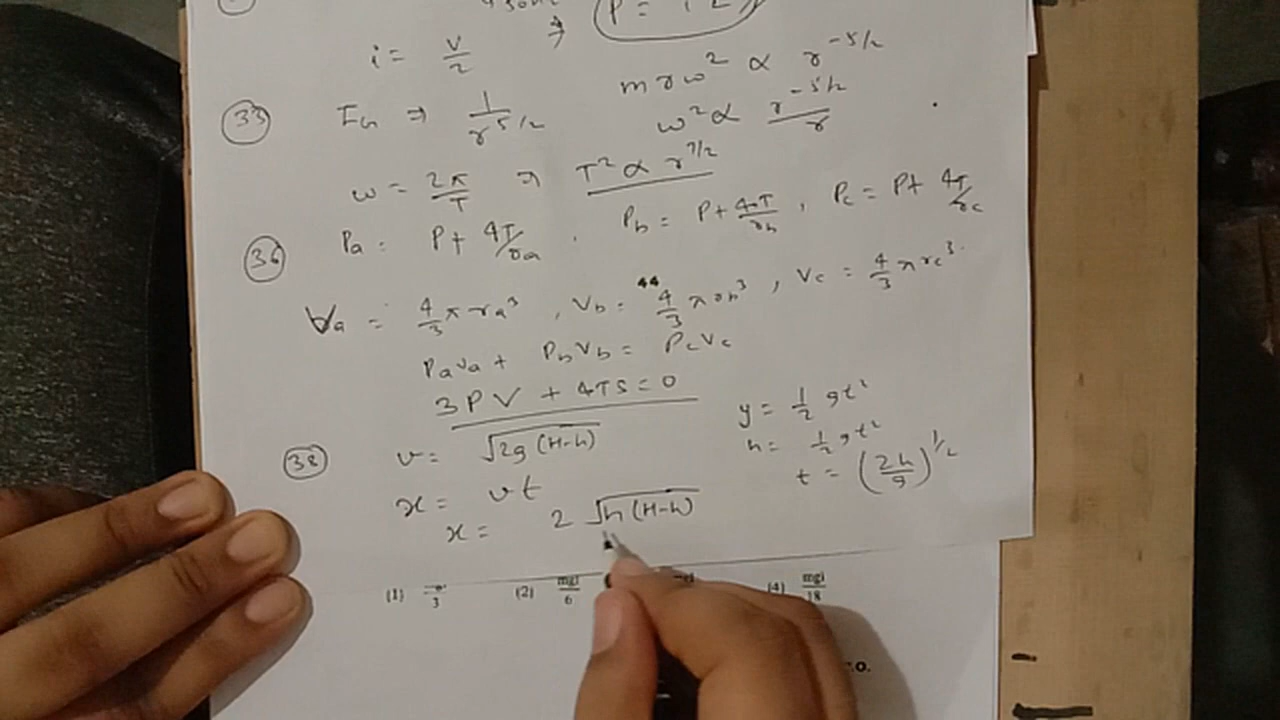 P =
i = V/2 ⇒
mrω² ∝ r^-5/2
(33) IG ⇒ 1/r^5/2
ω² ∝ r^-5/2 / r
ω = 2π/T ⇒ T² ∝ r^7/2
(36) Pa = P + 4T/ra , Pb = P + 4T/rb , Pc = P + 4T/rc
Va = 4/3 π ra³ , Vb = 4/3 π rb³ , Vc = 4/3 π rc³
PaVa + PbVb = PcVc
3PV + 4TS = 0
(38) v = √2g(H-h)
y = 1/2 gt²
h = 1/2 gt²
x = vt
t = (2h/g)^1/2
x = 2 √h(H-h)
(1) 3 (2) mgl/6 (4) mgl/18